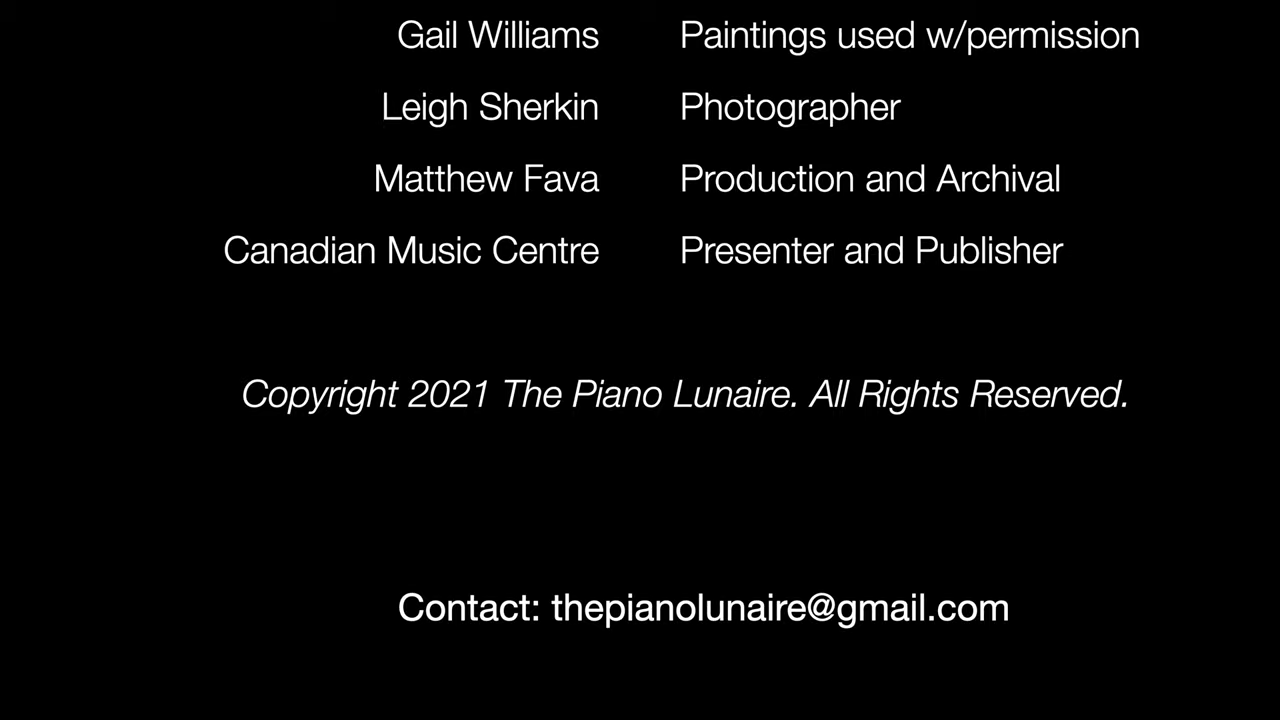 Gail Williams Paintings used w/permission
Leigh Sherkin Photographer
Matthew Fava Production and Archival
Canadian Music Centre Presenter and Publisher
Copyright 2021 The Piano Lunaire. All Rights Reserved.
Contact: thepianolunaire@gmail.com